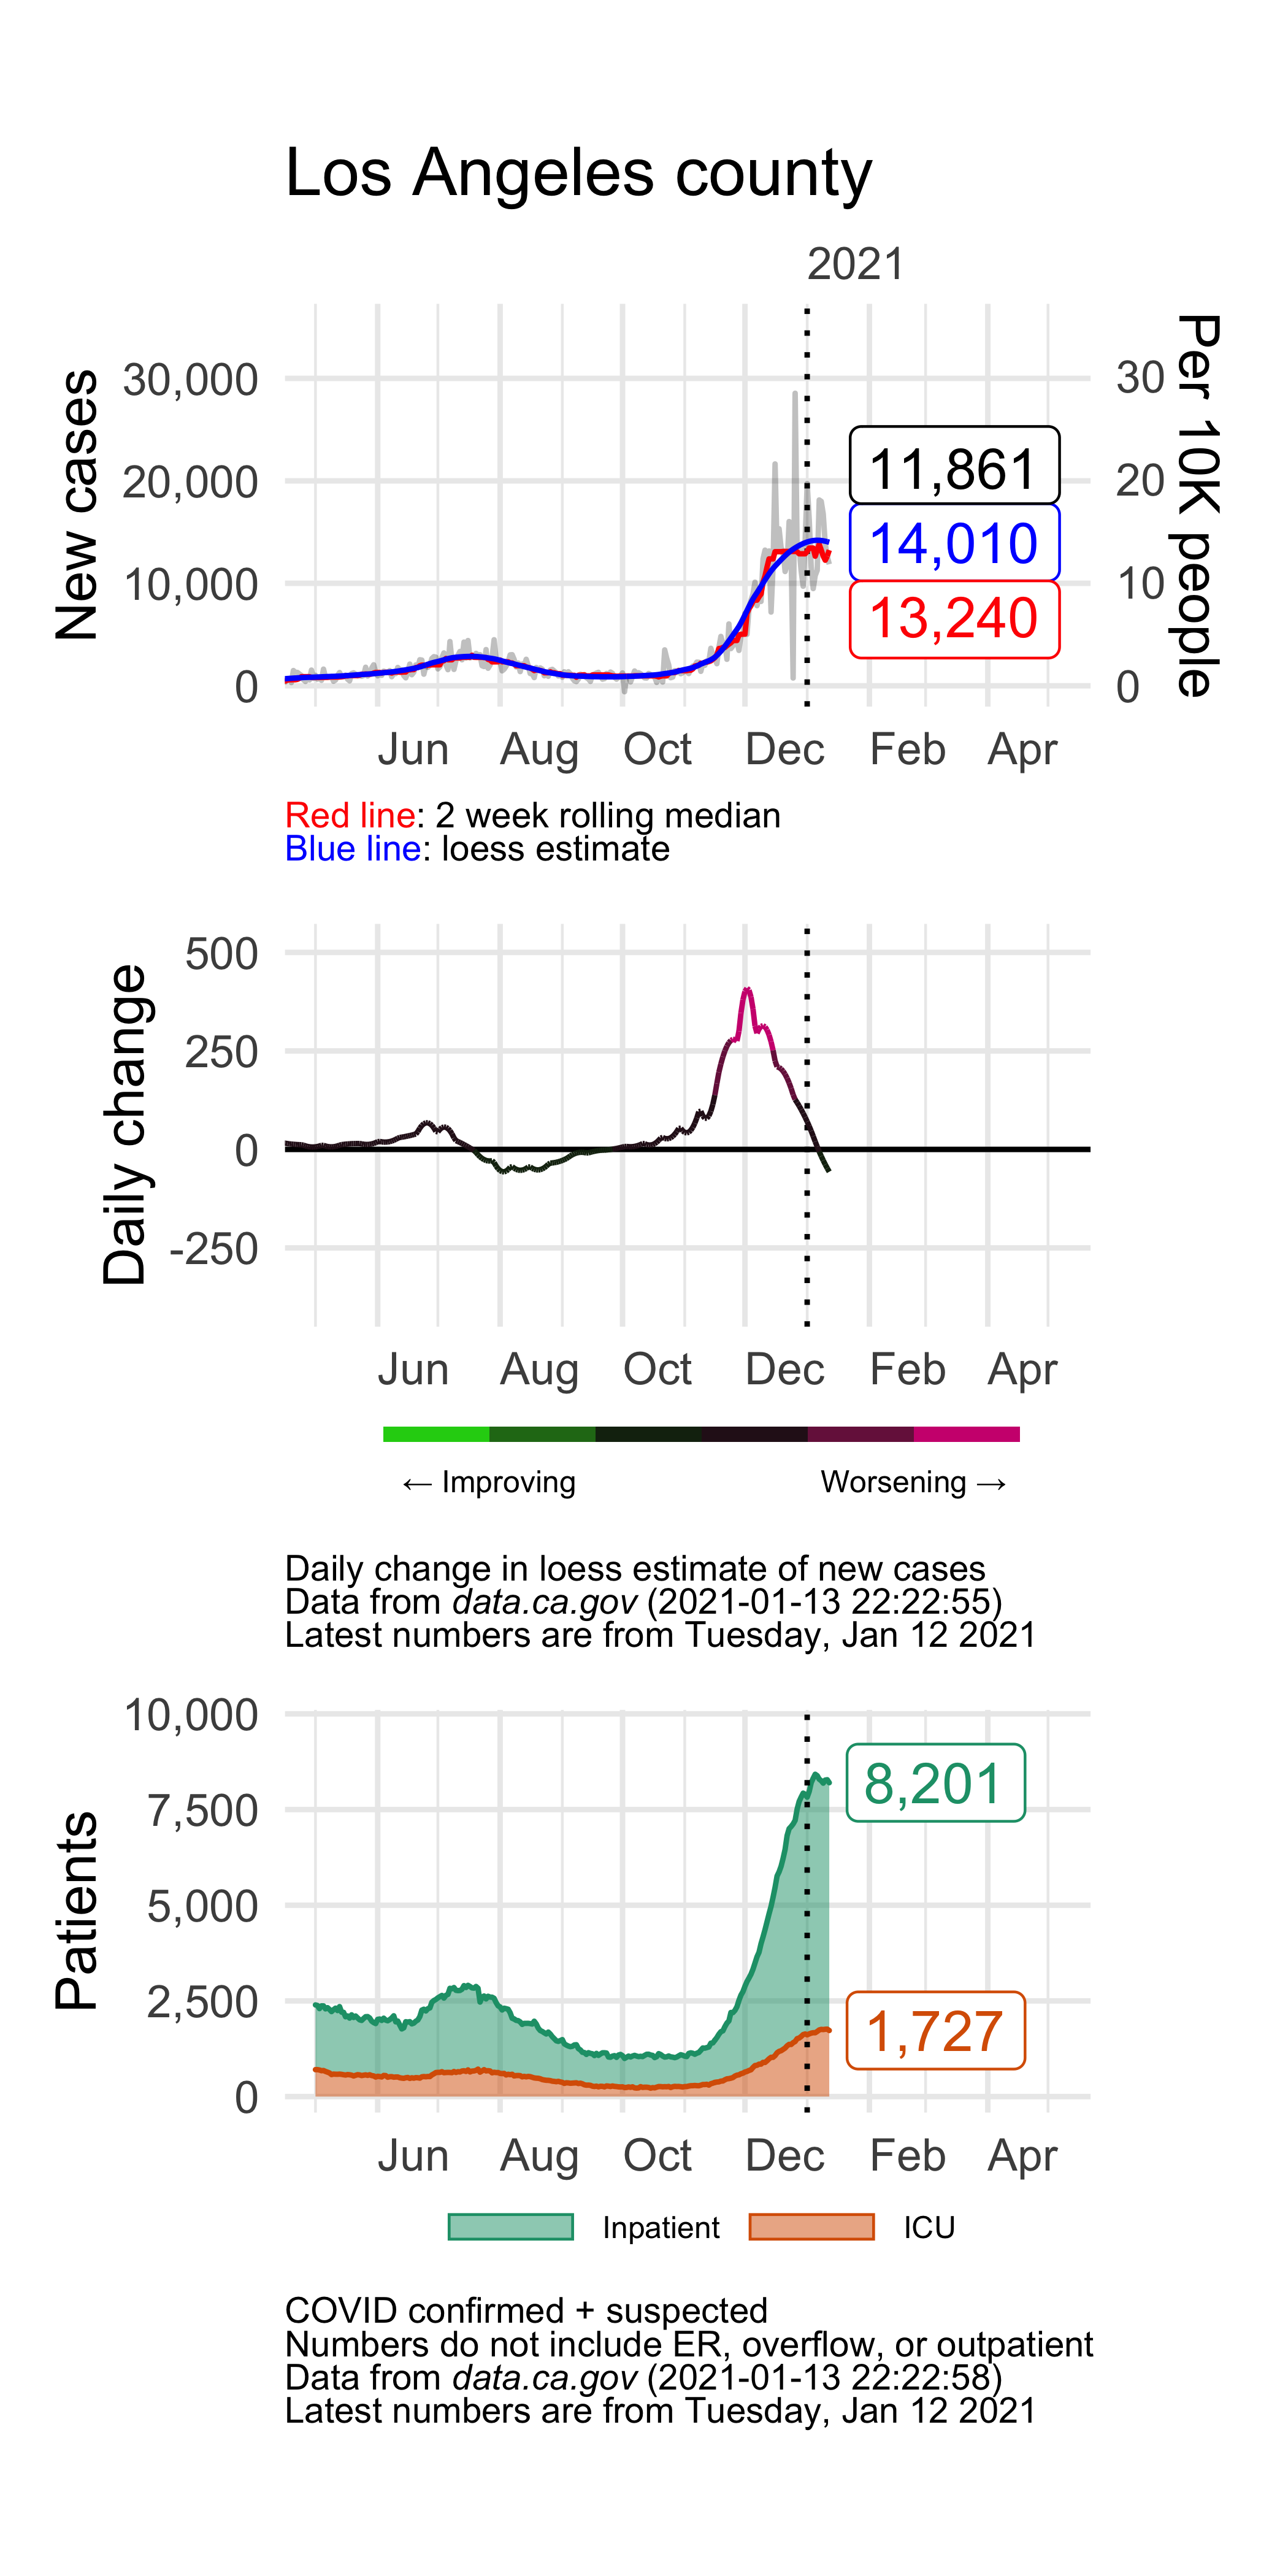 Los Angeles county
2021
New cases
30,000
20,000
10,000
0
30
20
10
0
Per 10K people
11,861
14,010
13,240
Jun Aug Oct Dec Feb Apr
Red line: 2 week rolling median
Blue line: loess estimate
Daily change
500
250
0
-250
Jun Aug Oct Dec Feb Apr
← Improving Worsening →
Daily change in loess estimate of new cases
Data from data.ca.gov (2021-01-13 22:22:55)
Latest numbers are from Tuesday, Jan 12 2021
Patients
10,000
7,500
5,000
2,500
0
8,201
1,727
Jun Aug Oct Dec Feb Apr
Inpatient ICU
COVID confirmed + suspected
Numbers do not include ER, overflow, or outpatient
Data from data.ca.gov (2021-01-13 22:22:58)
Latest numbers are from Tuesday, Jan 12 2021